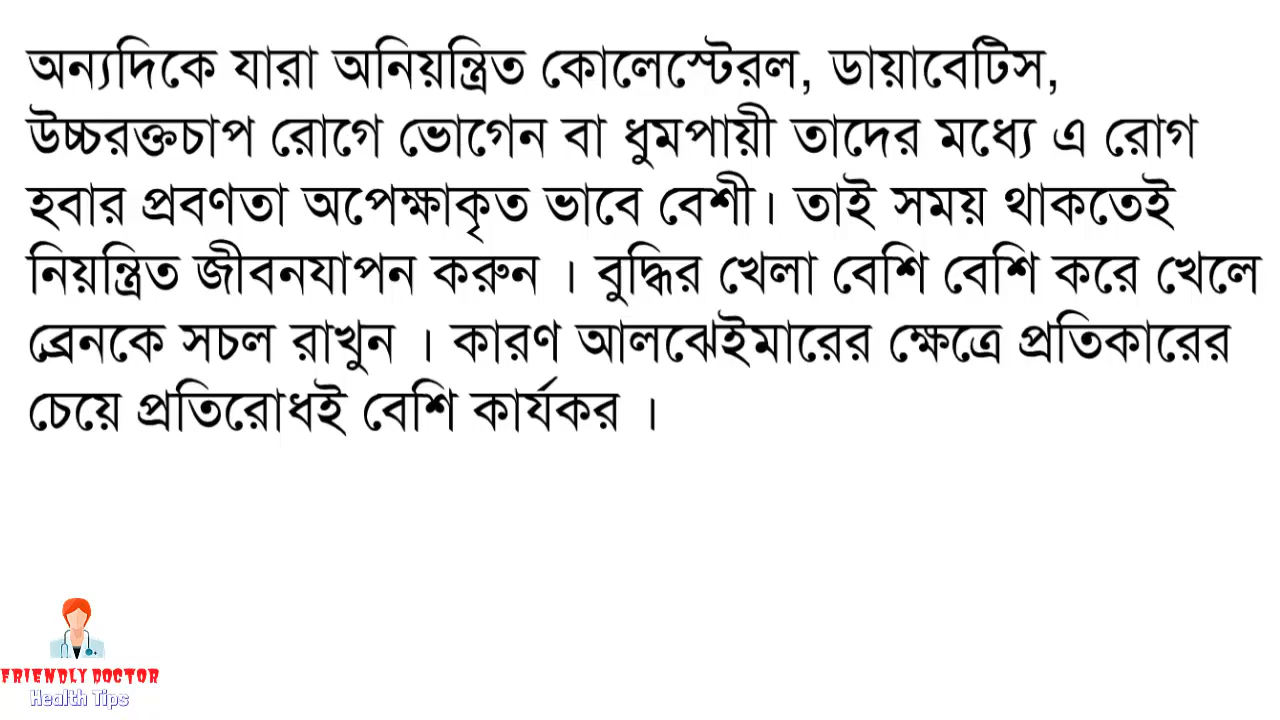 অন্যদিকে যারা অনিয়ন্ত্রিত কোলেস্টেরল, ডায়াবেটিস,
উচ্চরক্তচাপ রোগে ভোগেন বা ধুমপায়ী তাদের মধ্যে এ রোগ
হবার প্রবণতা অপেক্ষাকৃত ভাবে বেশী। তাই সময় থাকতেই
নিয়ন্ত্রিত জীবনযাপন করুন । বুদ্ধির খেলা বেশি বেশি করে খেলে
ব্রেনকে সচল রাখুন । কারণ আলঝেইমারের ক্ষেত্রে প্রতিকারের
চেয়ে প্রতিরোধই বেশি কার্যকর ।
FRIENDLY DOCTOR
Health Tips